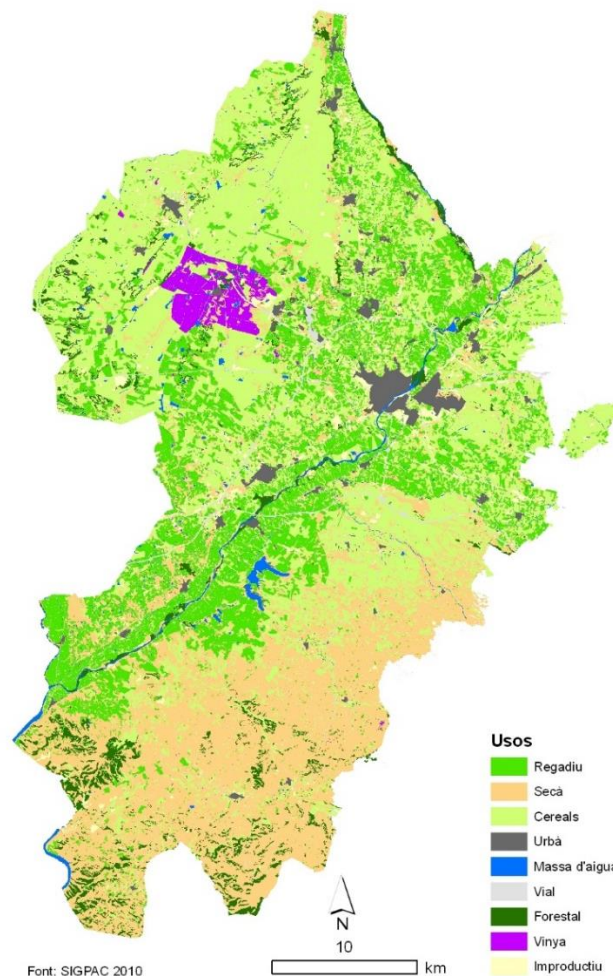 Usos
Regadiu
Secà
Cereals
Urbà
Massa d'aigua
Vial
Forestal
Vinya
Improductiu
N
10
km
Font: SIGPAC 2010